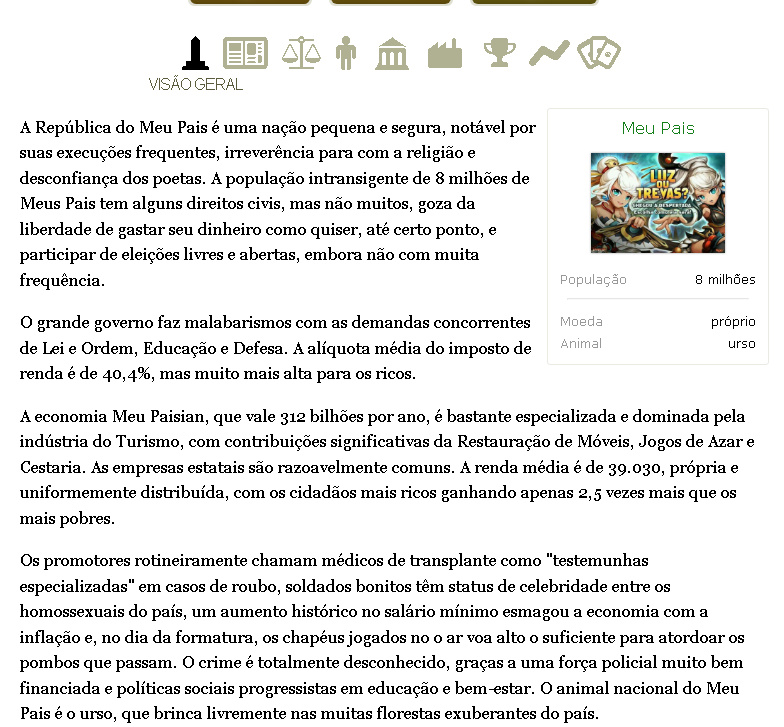 VISÃO GERAL
A República do Meu Pais é uma nação pequena e segura, notável por
suas execuções frequentes, irreverência para com a religião e
desconfiança dos poetas. A população intransigente de 8 milhões de
Meus Pais tem alguns direitos civis, mas não muitos, goza da
liberdade de gastar seu dinheiro como quiser, até certo ponto, e
participar de eleições livres e abertas, embora não com muita
frequência.
O grande governo faz malabarismos com as demandas concorrentes
de Lei e Ordem, Educação e Defesa. A alíquota média do imposto de
renda é de 40,4%, mas muito mais alta para os ricos.
Meu Pais
LUZ
OU
TREVAS?
CHEGOU A DESPERTADA
População 8 milhões
Moeda próprio
Animal urso
A economia Meu Paisian, que vale 312 bilhões por ano, é bastante especializada e dominada pela
indústria do Turismo, com contribuições significativas da Restauração de Móveis, Jogos de Azar e
Cestaria. As empresas estatais são razoavelmente comuns. A renda média é de 39.030, própria e
uniformemente distribuída, com os cidadãos mais ricos ganhando apenas 2,5 vezes mais que os
mais pobres.
Os promotores rotineiramente chamam médicos de transplante como "testemunhas
especializadas" em casos de roubo, soldados bonitos têm status de celebridade entre os
homossexuais do país, um aumento histórico no salário mínimo esmagou a economia com a
inflação e, no dia da formatura, os chapéus jogados no o ar voa alto o suficiente para atordoar os
pombos que passam. O crime é totalmente desconhecido, graças a uma força policial muito bem
financiada e políticas sociais progressistas em educação e bem-estar. O animal nacional do Meu
Pais é o urso, que brinca livremente nas muitas florestas exuberantes do país.